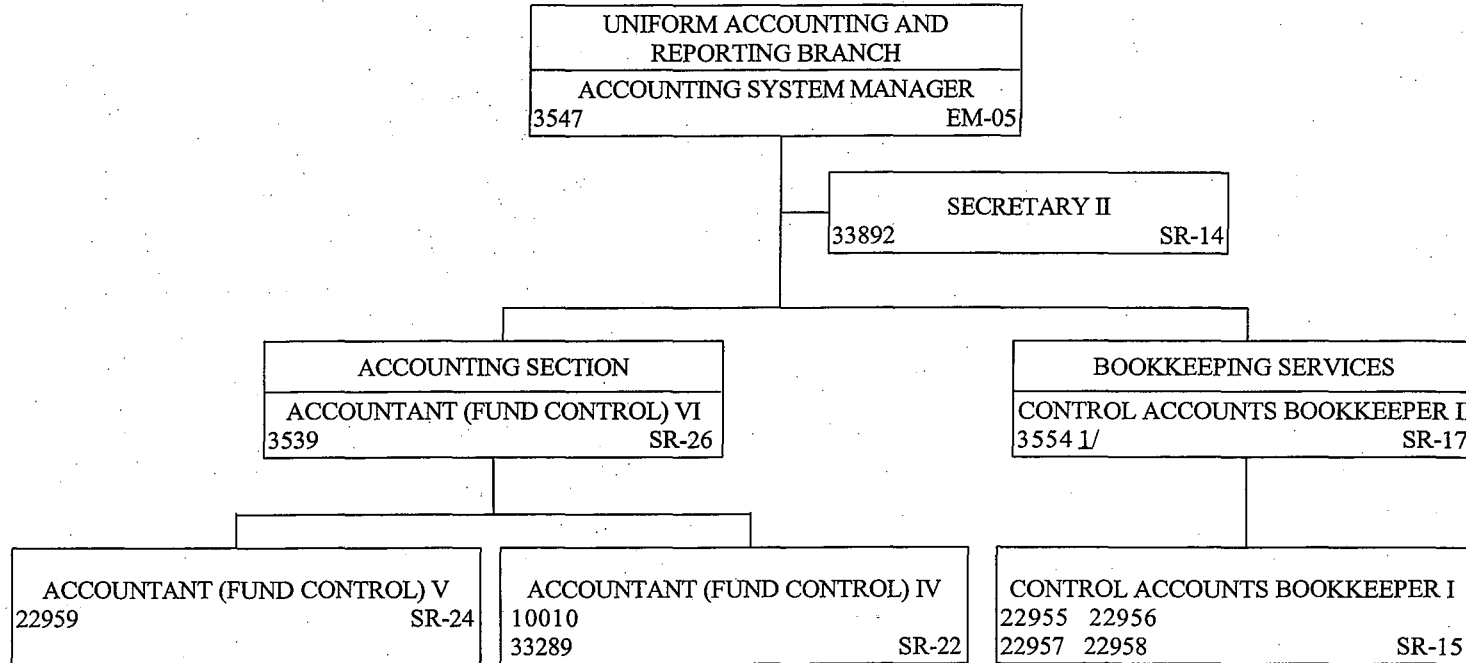 UNIFORM ACCOUNTING AND
REPORTING BRANCH
ACCOUNTING SYSTEM MANAGER
3547 EM-05
SECRETARY II
33892 SR-14
ACCOUNTING SECTION
ACCOUNTANT (FUND CONTROL) VI
3539 SR-26
BOOKKEEPING SERVICES
CONTROL ACCOUNTS BOOKKEEPER
3554 1/ SR-17
ACCOUNTANT (FUND CONTROL) V
22959 SR-24
ACCOUNTANT (FUND CONTROL) IV
10010
33289 SR-22
CONTROL ACCOUNTS BOOKKEEPER I
22955 22956
22957 22958 SR-15